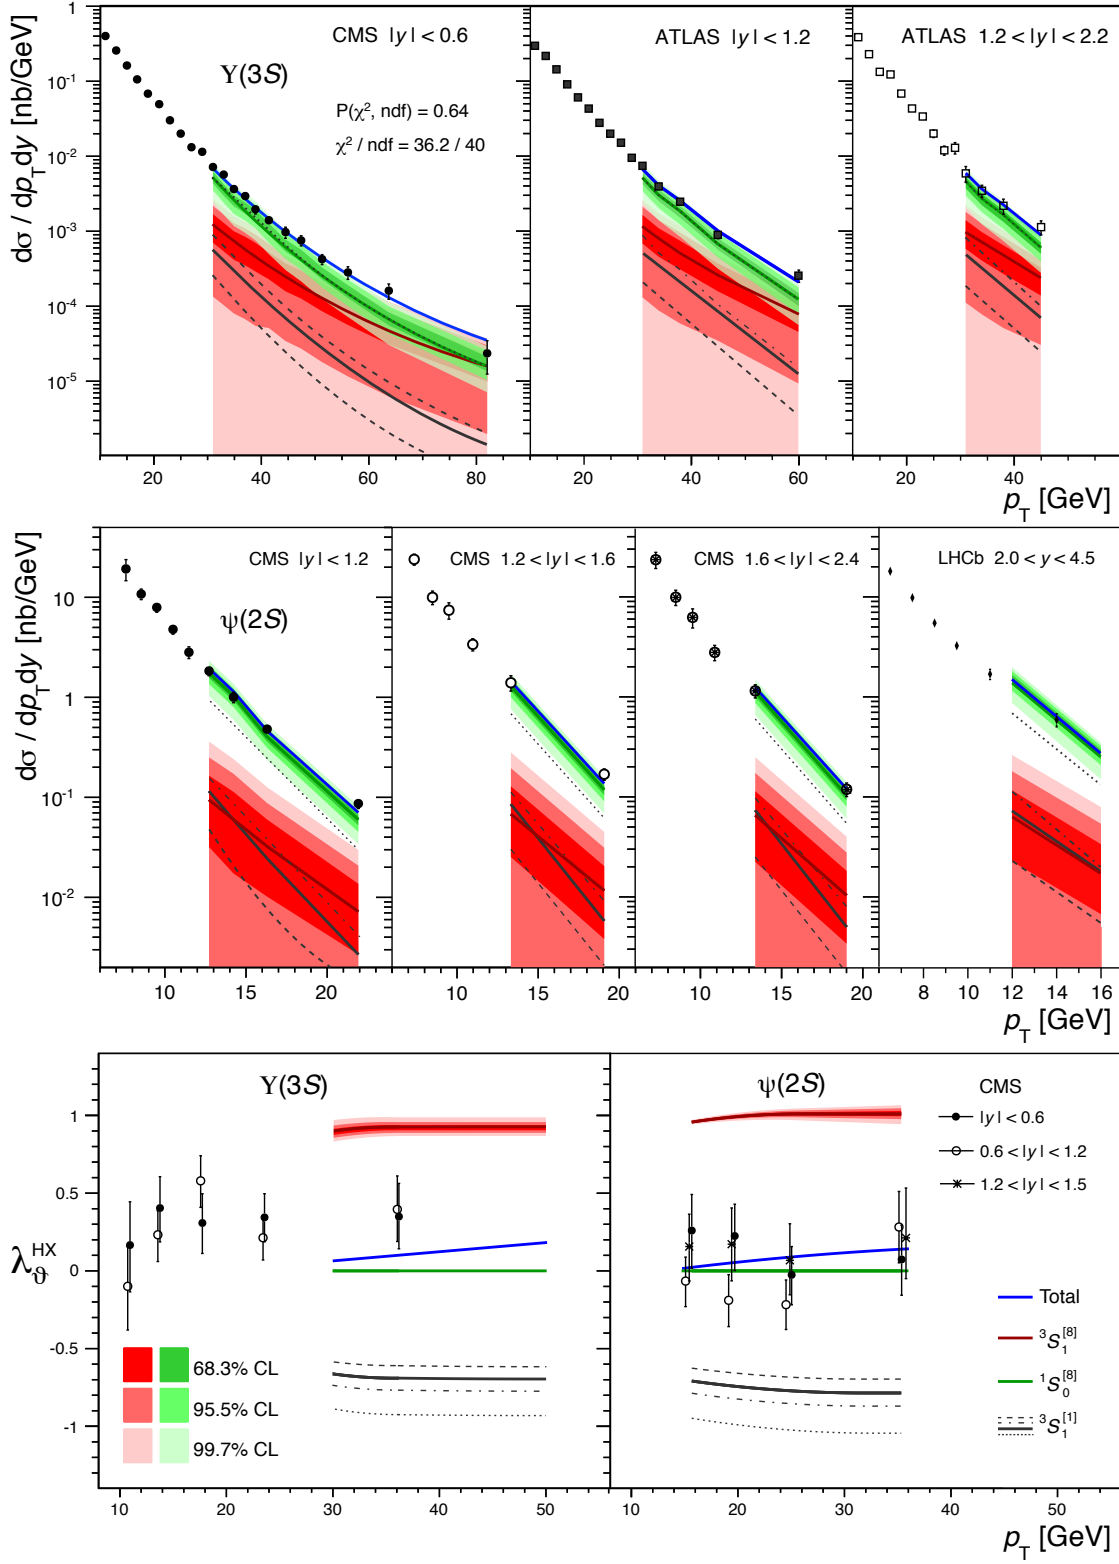 dσ / dp_T dy [nb/GeV]
CMS |y| < 0.6
ATLAS |y| < 1.2
ATLAS 1.2 < |y| < 2.2
Υ(3S)
P(χ², ndf) = 0.64
χ² / ndf = 36.2 / 40
1
10⁻¹
10⁻²
10⁻³
10⁻⁴
10⁻⁵
20 40 60 80 20 40 60 20 40
p_T [GeV]
dσ / dp_T dy [nb/GeV]
CMS |y| < 1.2
CMS 1.2 < |y| < 1.6
CMS 1.6 < |y| < 2.4
LHCb 2.0 < y < 4.5
ψ(2S)
10
1
10⁻¹
10⁻²
10 15 20 10 15 20 10 15 20 8 10 12 14 16
p_T [GeV]
λ_ϑ^HX
Υ(3S)
ψ(2S)
CMS
|y| < 0.6
0.6 < |y| < 1.2
1.2 < |y| < 1.5
1
0.5
0
-0.5
-1
Total
³S₁^[8]
¹S₀^[8]
³S₁^[1]
68.3% CL
95.5% CL
99.7% CL
10 20 30 40 50 10 20 30 40 50
p_T [GeV]